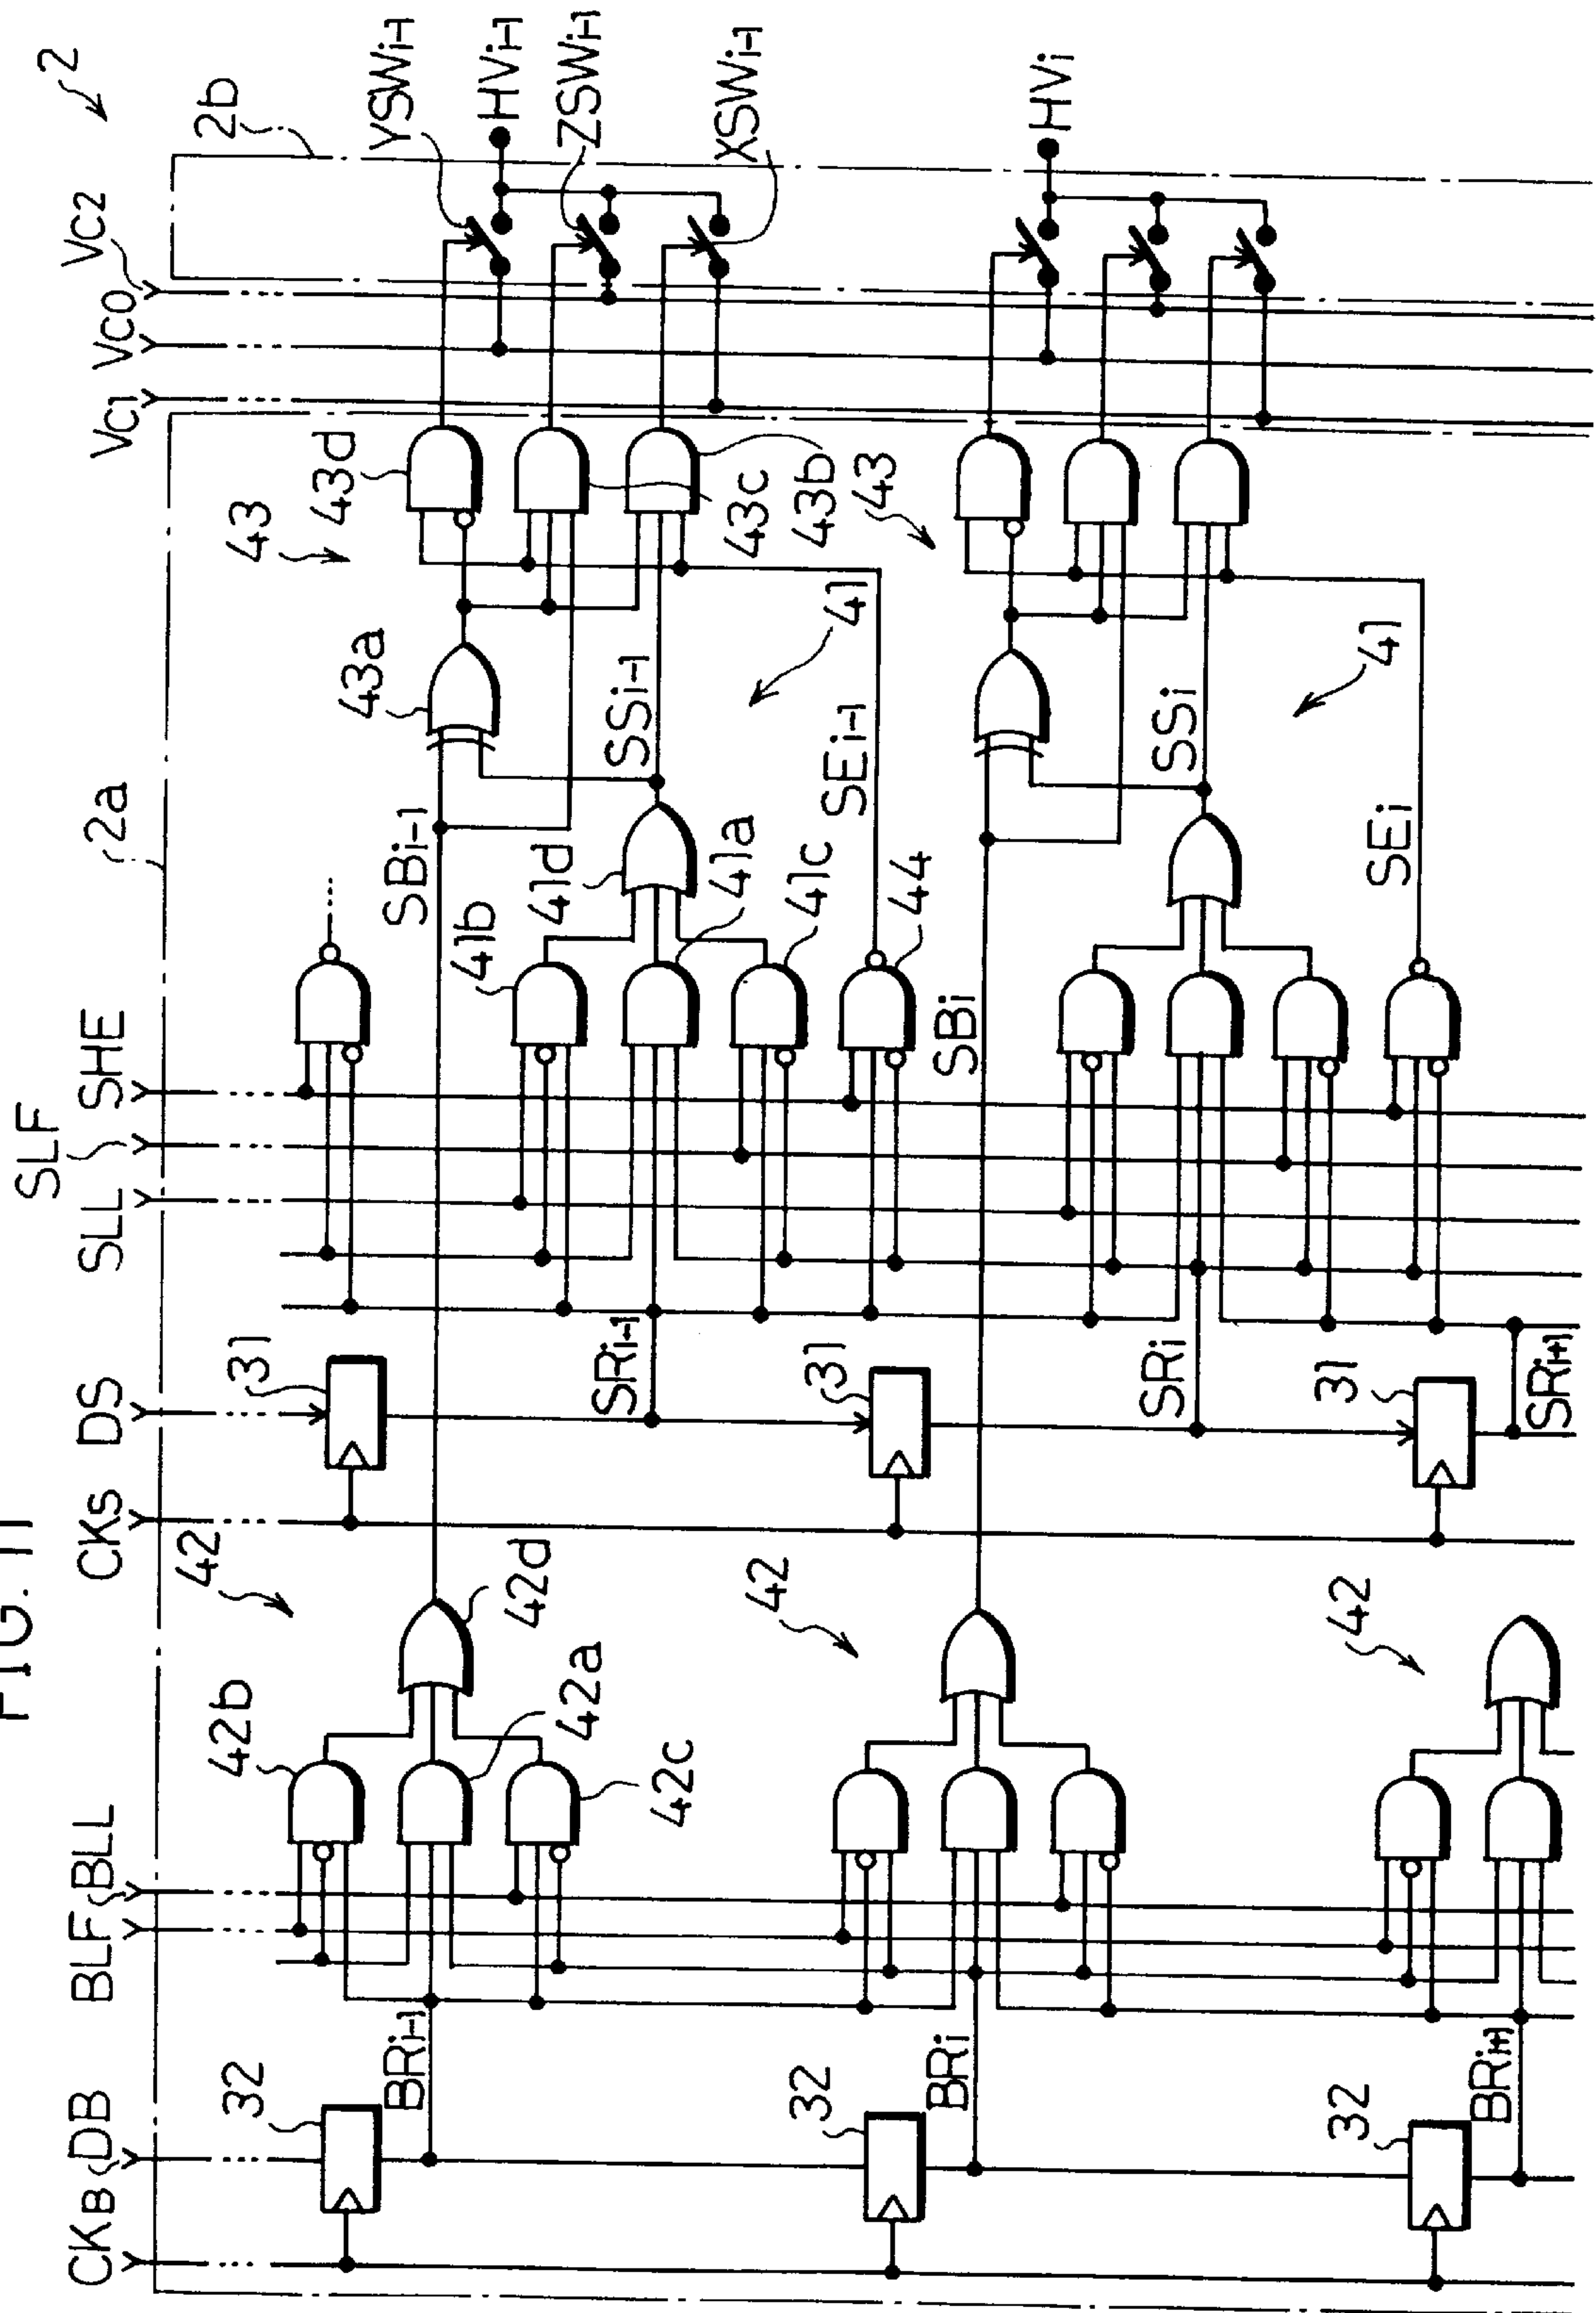 FIG. 11
2
2b
YSWi-1
HVi-1
ZSWi-1
XSWi-1
HVi
VC2
VC0
VC1
2a
43
43d
43c
43b
43
43a
SBi-1
SSi-1
41
SEi-1
SSi
41
SEi
41b
41d
41a
41c
44
SBi
SHE
SLF
SLL
DS
CKS
31
SRi-1
31
SRi
31
SRi+1
42
42d
42
42
42b
42a
42c
BLL
BLF
DB
CKB
32
BRi-1
32
BRi
32
BRi+1